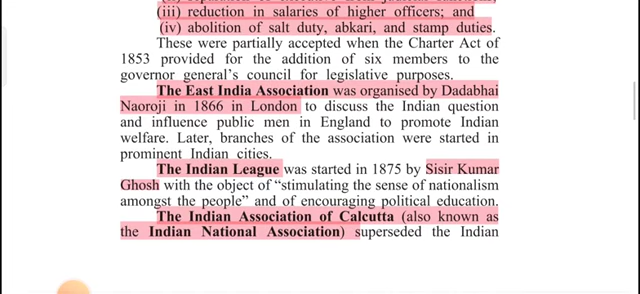 (iii) reduction in salaries of higher officers; and
(iv) abolition of salt duty, abkari, and stamp duties.
These were partially accepted when the Charter Act of
1853 provided for the addition of six members to the
governor general's council for legislative purposes.
The East India Association was organised by Dadabhai
Naoroji in 1866 in London to discuss the Indian question
and influence public men in England to promote Indian
welfare. Later, branches of the association were started in
prominent Indian cities.
The Indian League was started in 1875 by Sisir Kumar
Ghosh with the object of “stimulating the sense of nationalism
amongst the people” and of encouraging political education.
The Indian Association of Calcutta (also known as
the Indian National Association) superseded the Indian